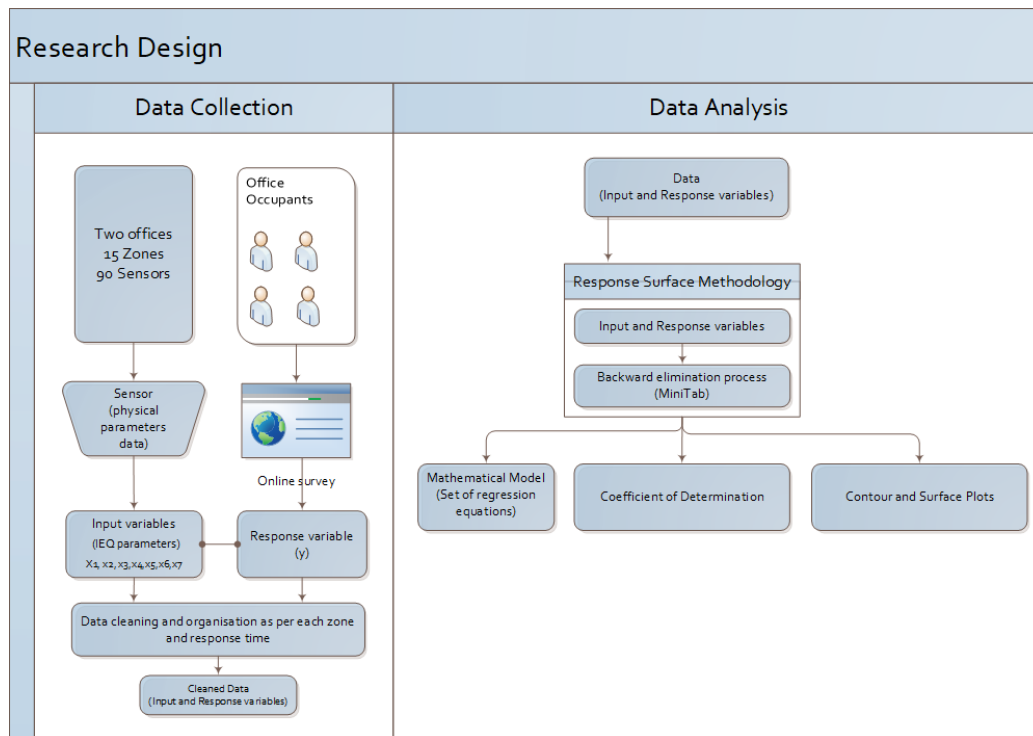 Research Design
Data Collection
Two offices
15 Zones
90 Sensors
Office
Occupants
Sensor
(physical
parameters
data)
Online survey
Input variables
(IEQ parameters)
X1, x2, x3, x4,x5,x6,x7
Response variable
(y)
Data cleaning and organisation as per each zone
and response time
Cleaned Data
(Input and Response variables)
Data Analysis
Data
(Input and Response variables)
Response Surface Methodology
Input and Response variables
Backward elimination process
(MiniTab)
Mathematical Model
(Set of regression
equations)
Coefficient of Determination
Contour and Surface Plots